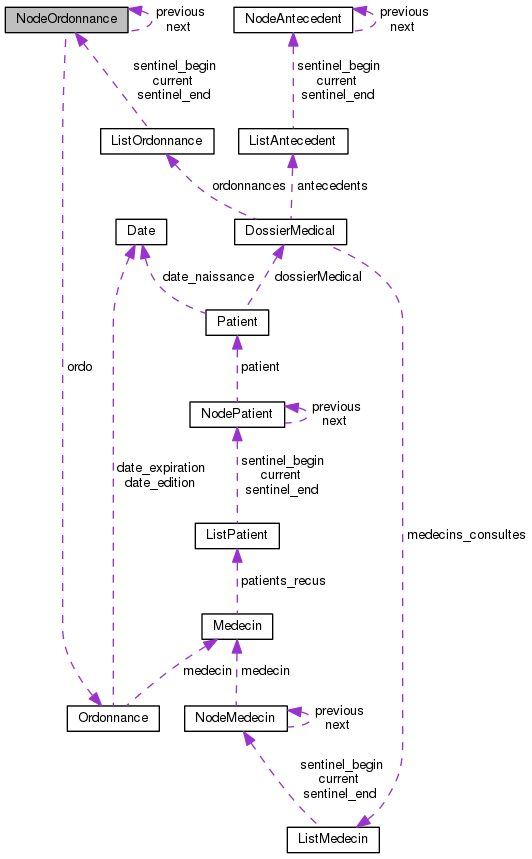 NodeOrdonnance
previous
next
NodeAntecedent
previous
next
sentinel_begin
current
sentinel_end
sentinel_begin
current
sentinel_end
ListOrdonnance
ListAntecedent
ordonnances
antecedents
Date
DossierMedical
date_naissance
dossierMedical
Patient
ordo
patient
NodePatient
previous
next
date_expiration
date_edition
sentinel_begin
current
sentinel_end
ListPatient
medecins_consultes
patients_recus
Medecin
medecin
medecin
Ordonnance
NodeMedecin
previous
next
sentinel_begin
current
sentinel_end
ListMedecin